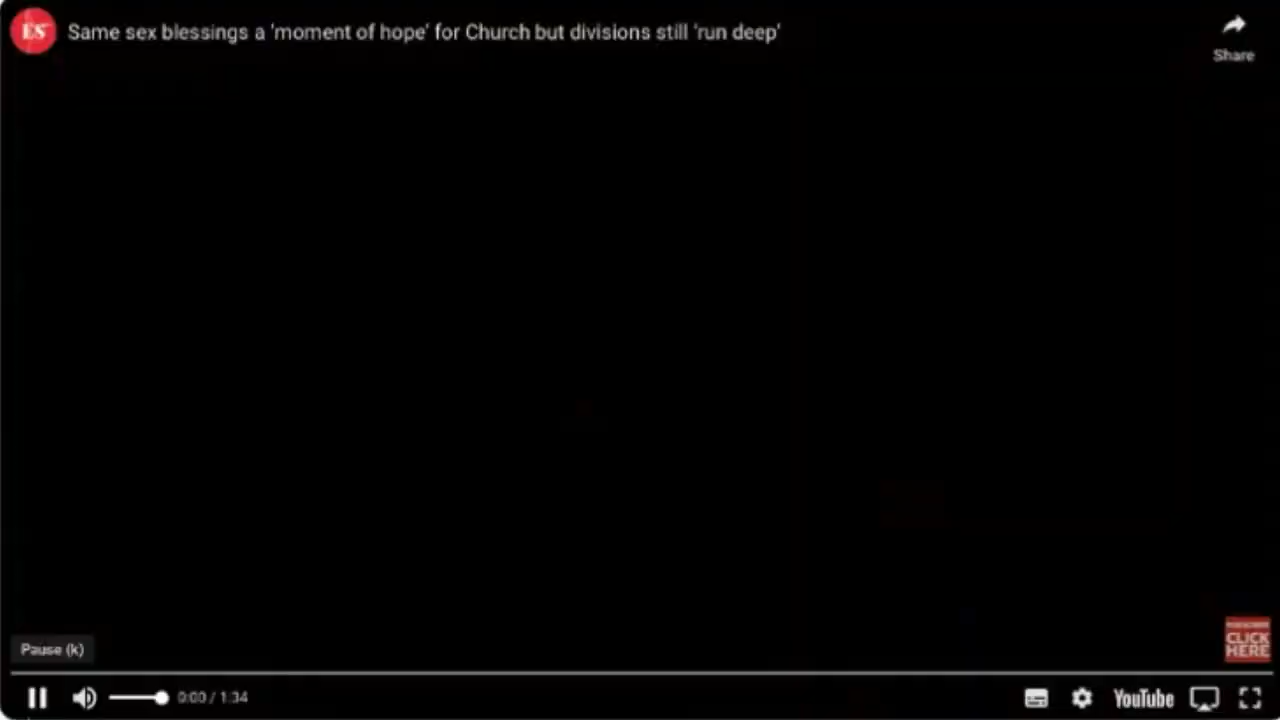 ES
Same sex blessings a 'moment of hope' for Church but divisions still 'run deep'
Share
CLICK
HERE
Pause (k)
0:00 / 1:34
YouTube